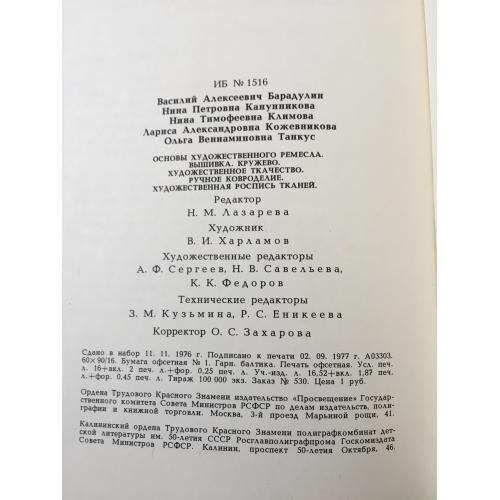 ИБ № 1516
Василий Алексеевич Барадулин
Нина Петровна Канунникова
Нина Тимофеевна Климова
Лариса Александровна Кожевникова
Ольга Вениаминовна Танкус
ОСНОВЫ ХУДОЖЕСТВЕННОГО РЕМЕСЛА.
ВЫШИВКА. КРУЖЕВО.
ХУДОЖЕСТВЕННОЕ ТКАЧЕСТВО.
РУЧНОЕ КОВРОДЕЛИЕ.
ХУДОЖЕСТВЕННАЯ РОСПИСЬ ТКАНЕЙ.
Редактор
Н. М. Лазарева
Художник
В. И. Харламов
Художественные редакторы
А. Ф. Сергеев, Н. В. Савельева,
К. К. Федоров
Технические редакторы
З. М. Кузьмина, Р. С. Еникеева
Корректор О. С. Захарова
Сдано в набор 11. 11. 1976 г. Подписано к печати 02. 09. 1977 г. А03303.
60×90/16. Бумага офсетная № 1. Гарн. балтика. Печать офсетная. Усл. печ.
л. 16+вкл. 2 печ. л.+фор. 0,25 печ. л. Уч.-изд. л. 16,52+вкл. 1,87 печ.
л.+фор. 0,45 печ. л. Тираж 100 000 экз. Заказ № 530. Цена 1 руб.
Ордена Трудового Красного Знамени издательство «Просвещение» Государственного
комитета Совета Министров РСФСР по делам издательств, полиграфии
и книжной торговли. Москва, 3-й проезд Марьиной рощи, 41.
Калининский ордена Трудового Красного Знамени полиграфкомбинат детской
литературы им. 50-летия СССР Росглавполиграфпрома Госкомиздата
Совета Министров РСФСР. Калинин, проспект 50-летия Октября, 46.